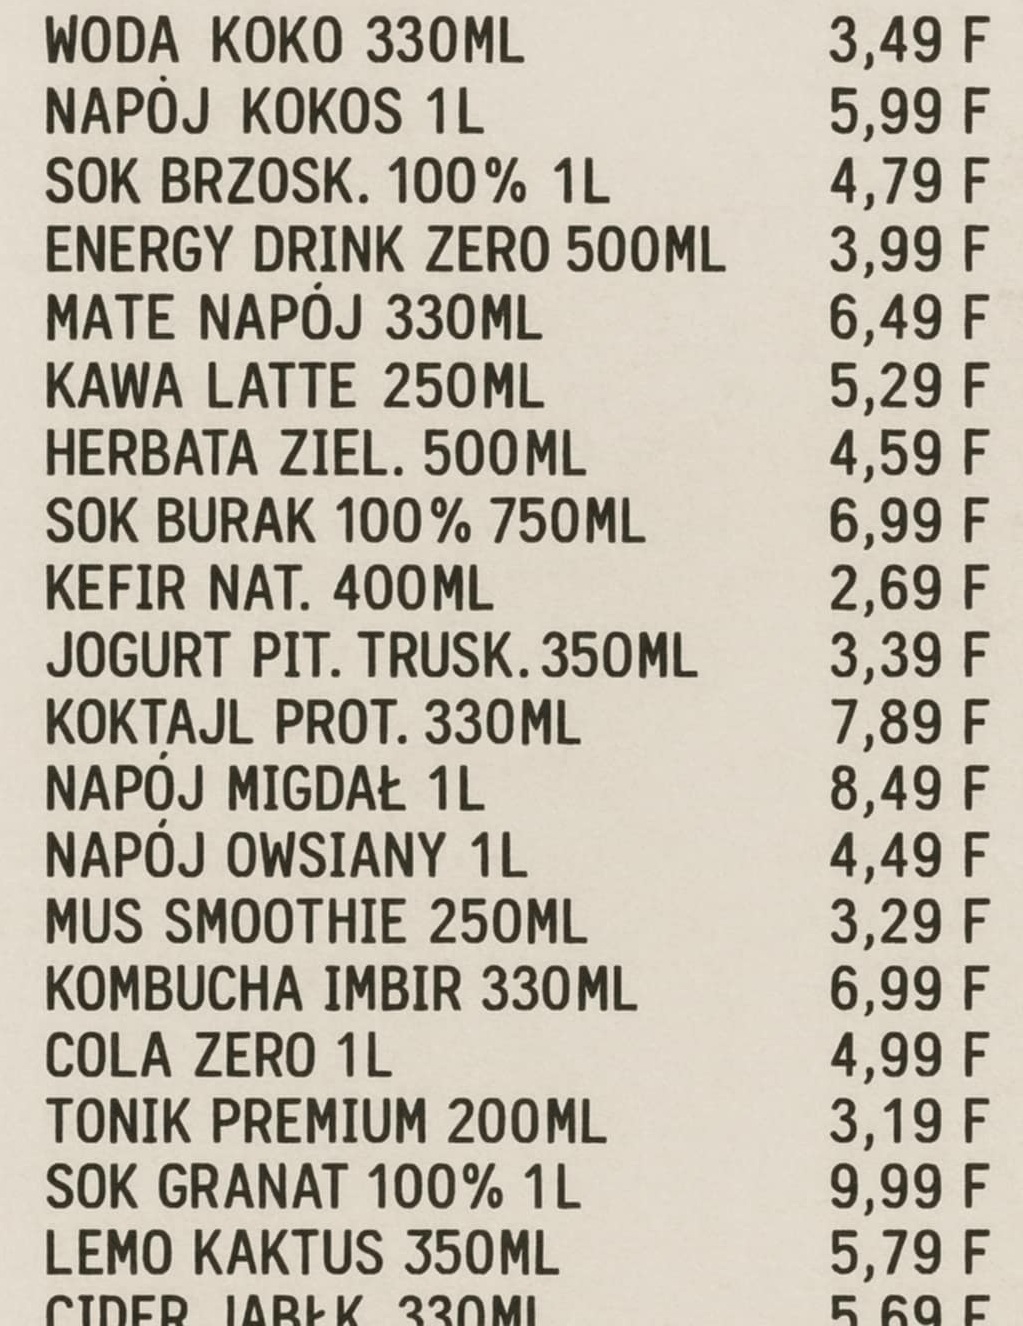 WODA KOKO 330ML 3,49 F
NAPÓJ KOKOS 1L 5,99 F
SOK BRZOSK. 100% 1L 4,79 F
ENERGY DRINK ZERO 500ML 3,99 F
MATE NAPÓJ 330ML 6,49 F
KAWA LATTE 250ML 5,29 F
HERBATA ZIEL. 500ML 4,59 F
SOK BURAK 100% 750ML 6,99 F
KEFIR NAT. 400ML 2,69 F
JOGURT PIT. TRUSK. 350ML 3,39 F
KOKTAJL PROT. 330ML 7,89 F
NAPÓJ MIGDAŁ 1L 8,49 F
NAPÓJ OWSIANY 1L 4,49 F
MUS SMOOTHIE 250ML 3,29 F
KOMBUCHA IMBIR 330ML 6,99 F
COLA ZERO 1L 4,99 F
TONIK PREMIUM 200ML 3,19 F
SOK GRANAT 100% 1L 9,99 F
LEMO KAKTUS 350ML 5,79 F
CIDER JABŁK. 330ML 5,69 F